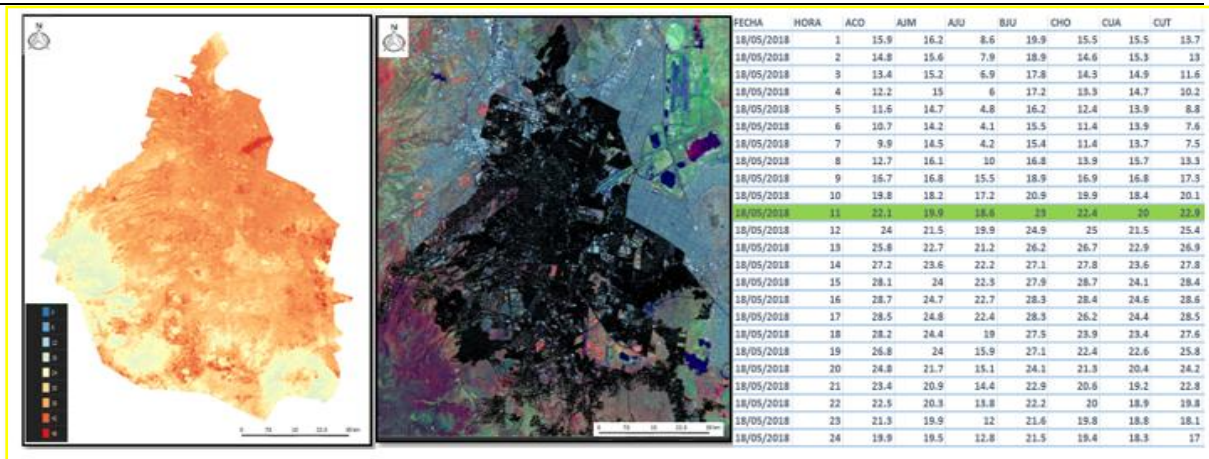 N
N
FECHA HORA ACO AJM AJU BJU CHO CUA CUT
18/05/2018 1 15.9 16.2 8.6 19.9 15.5 15.5 13.7
18/05/2018 2 14.8 15.6 7.9 18.9 14.6 15.3 13
18/05/2018 3 13.4 15.2 6.9 17.8 14.3 14.9 11.6
18/05/2018 4 12.2 15 6 17.2 13.3 14.7 10.2
18/05/2018 5 11.6 14.7 4.8 16.2 12.4 13.9 8.8
18/05/2018 6 10.7 14.2 4.1 15.5 11.4 13.9 7.6
18/05/2018 7 9.9 14.5 4.2 15.4 11.4 13.7 7.5
18/05/2018 8 12.7 16.1 10 16.8 13.9 15.7 13.3
18/05/2018 9 16.7 16.8 15.5 18.9 16.9 16.8 17.3
18/05/2018 10 19.8 18.2 17.2 20.9 19.9 18.4 20.1
18/05/2018 11 22.1 19.9 18.6 23 22.4 20 22.9
18/05/2018 12 24 21.5 19.9 24.9 25 21.5 25.4
18/05/2018 13 25.8 22.7 21.2 26.2 26.7 22.9 26.9
18/05/2018 14 27.2 23.6 22.2 27.1 27.8 23.6 27.8
18/05/2018 15 28.1 24 22.3 27.9 28.7 24.1 28.4
18/05/2018 16 28.7 24.7 22.7 28.3 28.4 24.6 28.6
18/05/2018 17 28.5 24.8 22.4 28.3 26.2 24.4 28.5
18/05/2018 18 28.2 24.4 19 27.5 23.9 23.4 27.6
18/05/2018 19 26.8 24 15.9 27.1 22.4 22.6 25.8
18/05/2018 20 24.8 21.7 15.1 24.1 21.3 20.4 24.2
18/05/2018 21 23.4 20.9 14.4 22.9 20.6 19.2 22.8
18/05/2018 22 22.5 20.3 13.8 22.2 20 18.9 19.8
18/05/2018 23 21.3 19.9 12 21.6 19.8 18.8 18.1
18/05/2018 24 19.9 19.5 12.8 21.5 19.4 18.3 17